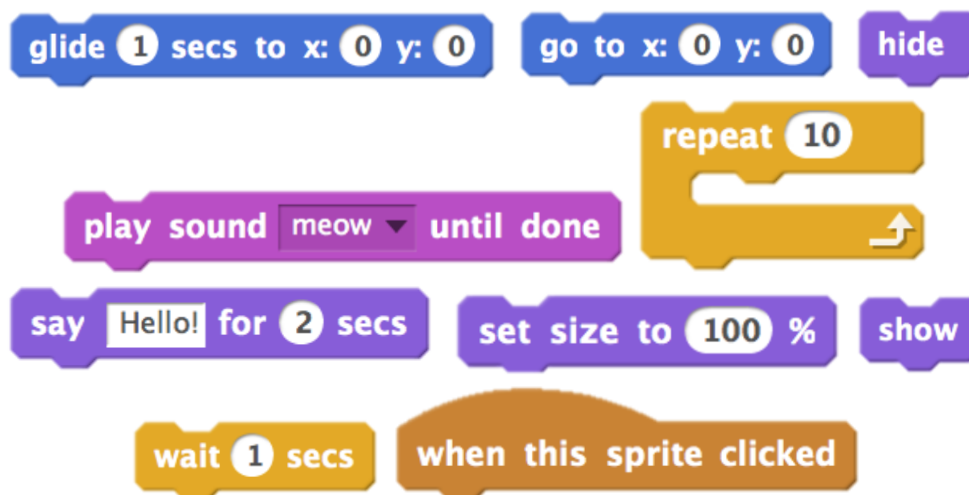 glide 1 secs to x: 0 y: 0
go to x: 0 y: 0
hide
repeat 10
play sound meow until done
say Hello! for 2 secs
set size to 100 %
show
wait 1 secs
when this sprite clicked